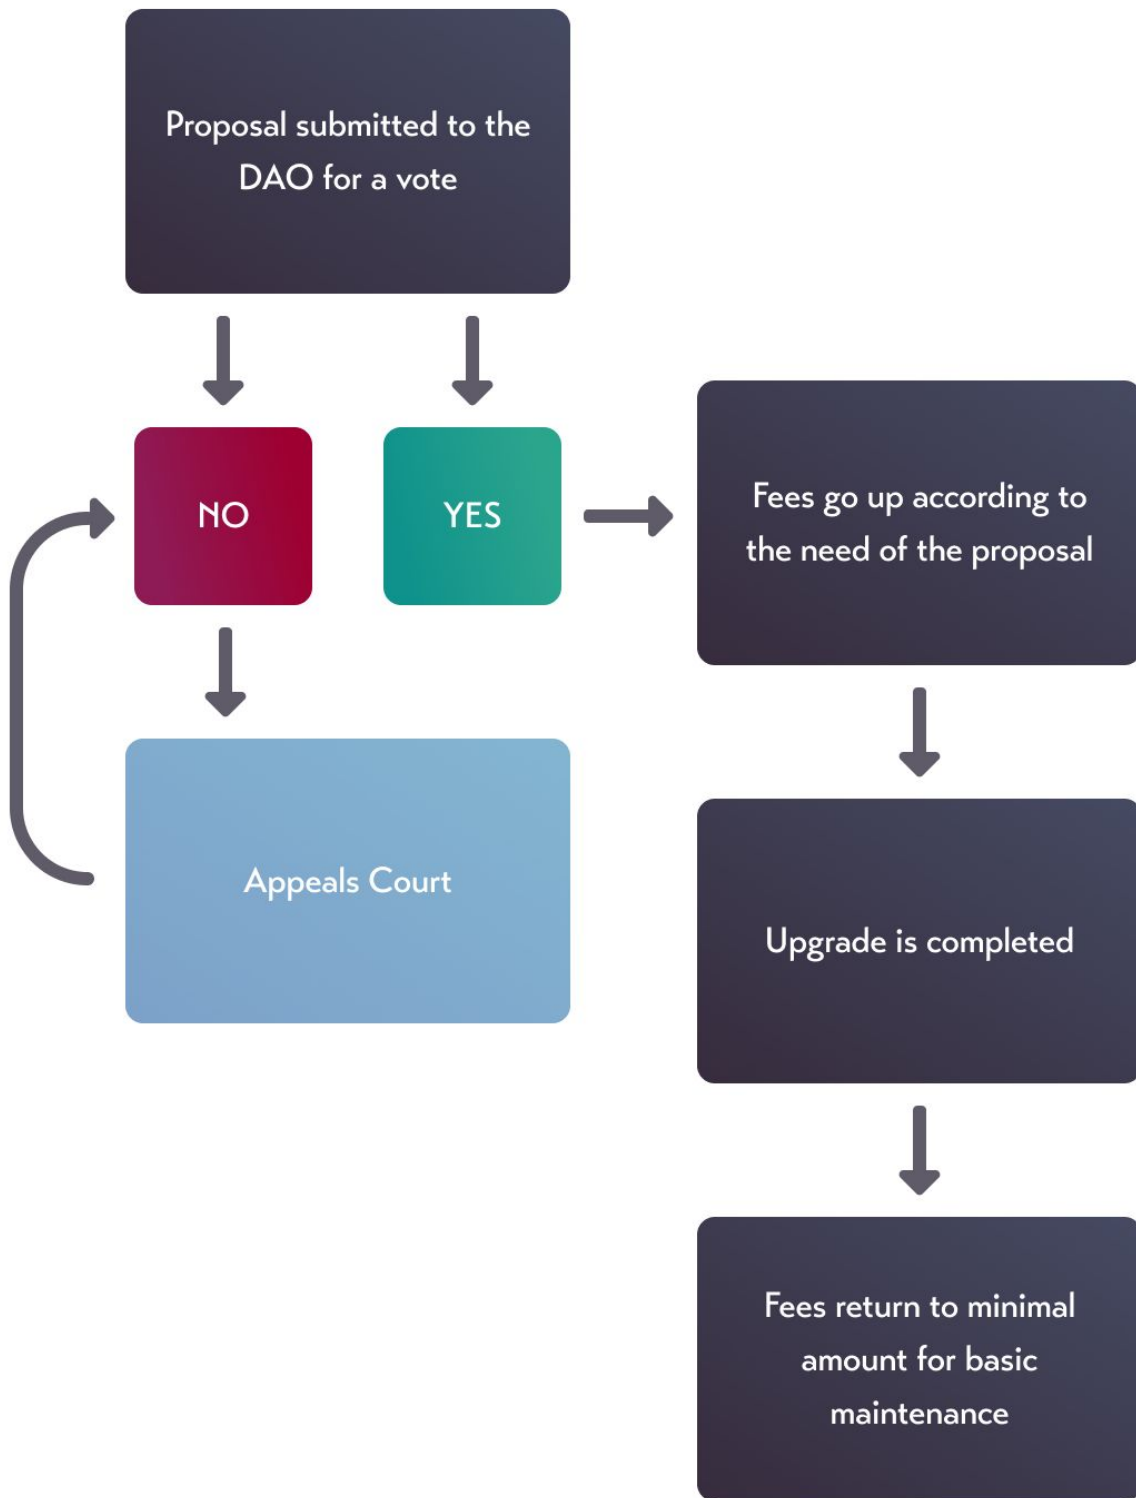 Proposal submitted to the
DAO for a vote
NO
YES
Fees go up according to
the need of the proposal
Appeals Court
Upgrade is completed
Fees return to minimal
amount for basic
maintenance